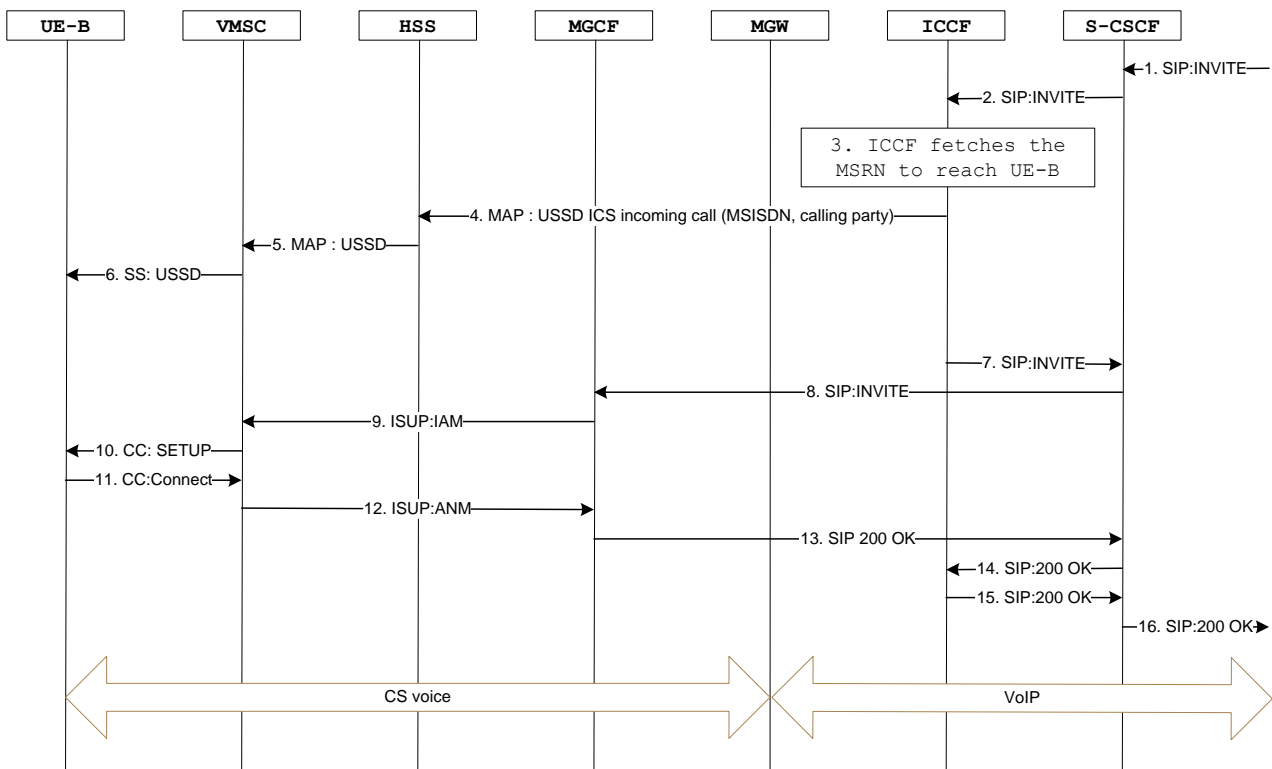 UE-B VMSC HSS MGCF MGW ICCF S-CSCF
1. SIP:INVITE
2. SIP:INVITE
3. ICCF fetches the
MSRN to reach UE-B
4. MAP : USSD ICS incoming call (MSISDN, calling party)
5. MAP : USSD
6. SS: USSD
7. SIP:INVITE
8. SIP:INVITE
9. ISUP:IAM
10. CC: SETUP
11. CC:Connect
12. ISUP:ANM
13. SIP 200 OK
14. SIP:200 OK
15. SIP:200 OK
16. SIP:200 OK
CS voice VoIP